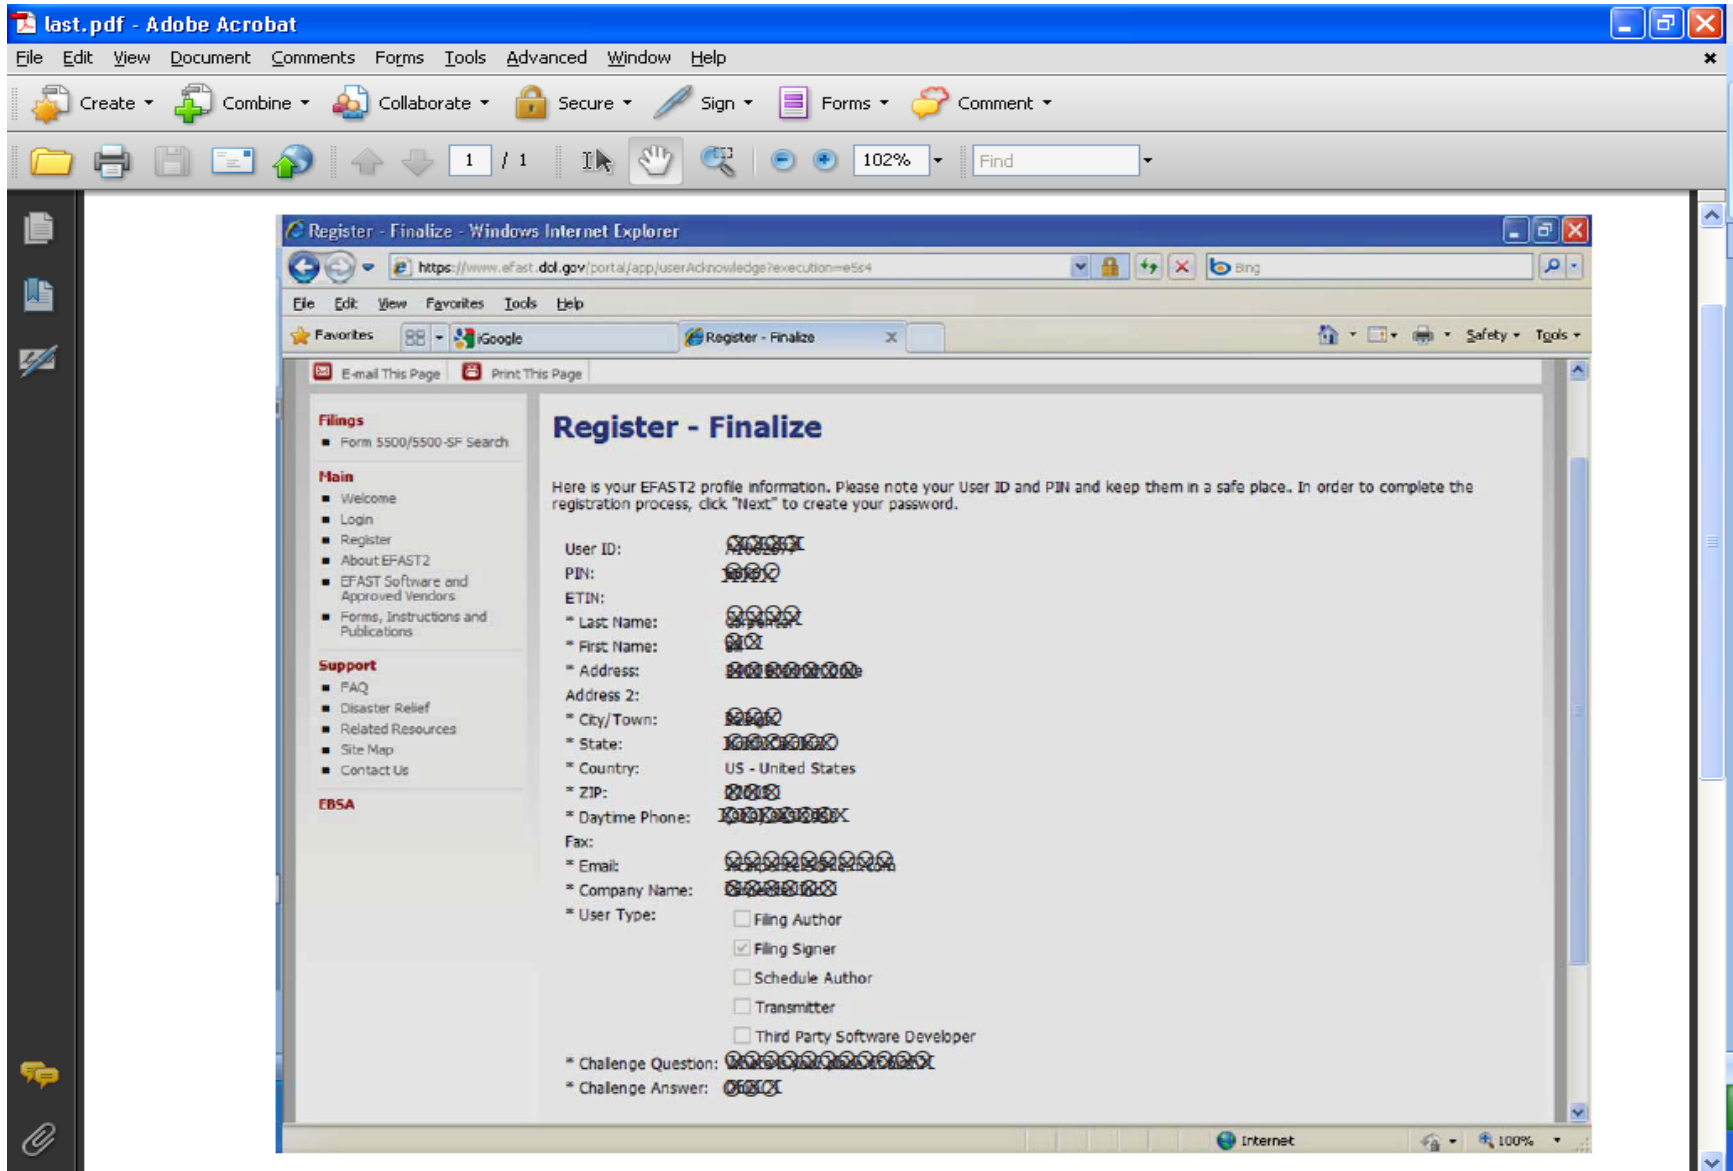 last.pdf - Adobe Acrobat
File Edit View Document Comments Forms Tools Advanced Window Help
Create Combine Collaborate Secure Sign Forms Comment
1 / 1 102% Find
Register - Finalize - Windows Internet Explorer
https://www.efast.dol.gov/portal/app/userAcknowledge?execution=e5s4 Bing
File Edit View Favorites Tools Help
Favorites iGoogle Register - Finalize Safety Tools
E-mail This Page Print This Page
Filings
Form 5500/5500-SF Search
Main
Welcome
Login
Register
About EFAST2
EFAST Software and
Approved Vendors
Forms, Instructions and
Publications
Support
FAQ
Disaster Relief
Related Resources
Site Map
Contact Us
EBSA
Register - Finalize
Here is your EFAST2 profile information. Please note your User ID and PIN and keep them in a safe place. In order to complete the
registration process, click "Next" to create your password.
User ID:
PIN:
ETIN:
* Last Name:
* First Name:
* Address:
Address 2:
* City/Town:
* State:
* Country: US - United States
* ZIP:
* Daytime Phone:
Fax:
* Email:
* Company Name:
* User Type: Filing Author
Filing Signer
Schedule Author
Transmitter
Third Party Software Developer
* Challenge Question:
* Challenge Answer:
Internet 100%